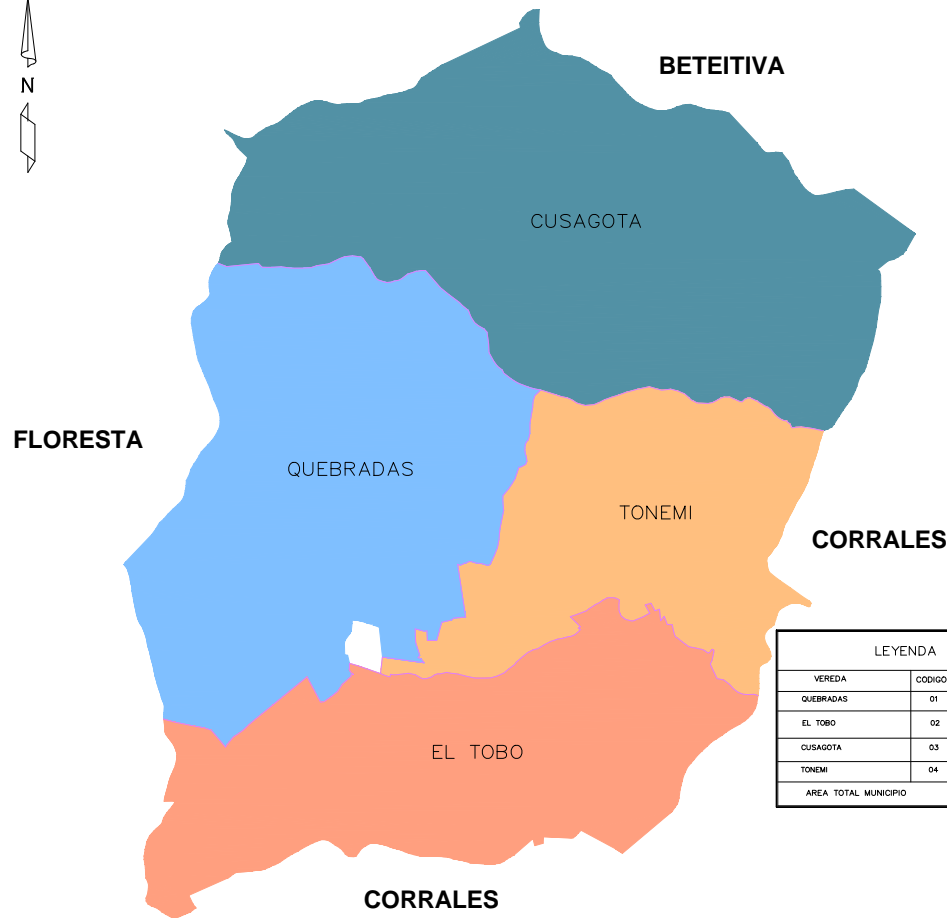 N
BETEITIVA
CUSAGOTA
FLORESTA
QUEBRADAS
TONEMI
CORRALES
LEYENDA
VEREDA CODIGO
QUEBRADAS 01
EL TOBO 02
CUSAGOTA 03
TONEMI 04
AREA TOTAL MUNICIPIO
EL TOBO
CORRALES